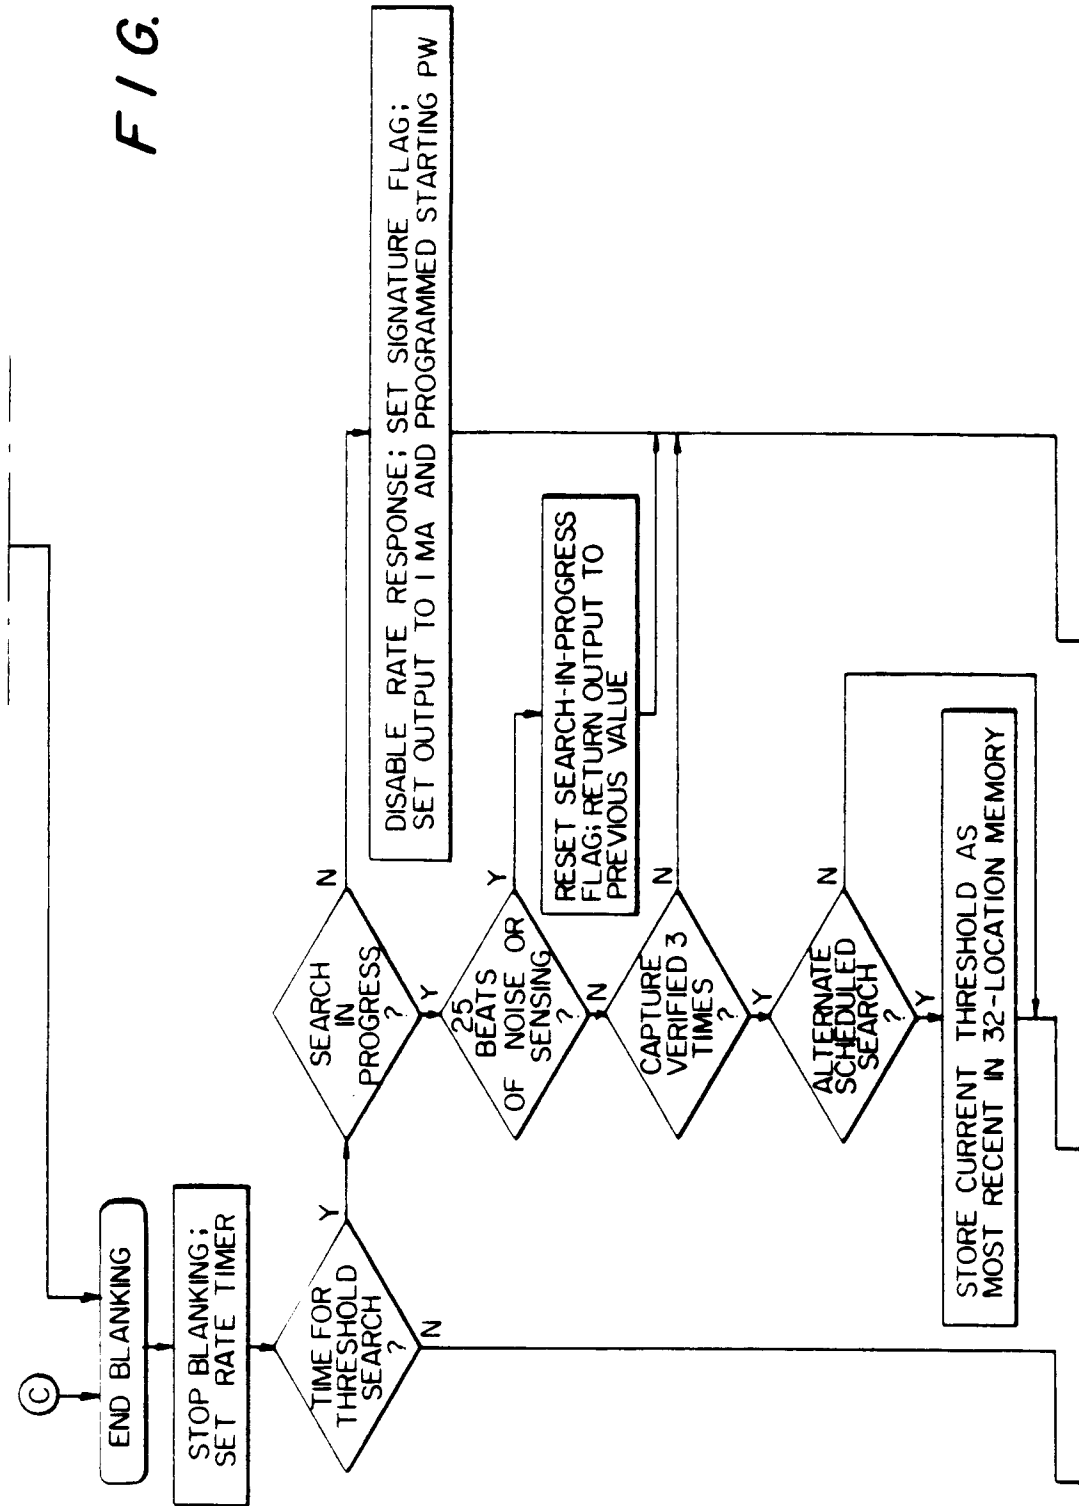 F I G.
C
END BLANKING
STOP BLANKING;
SET RATE TIMER
TIME FOR
THRESHOLD
SEARCH
?
Y
N
SEARCH
IN
PROGRESS
?
N
Y
DISABLE RATE RESPONSE; SET SIGNATURE FLAG;
SET OUTPUT TO 1 MA AND PROGRAMMED STARTING PW
25
BEATS
OF NOISE OR
SENSING
?
Y
N
RESET SEARCH-IN-PROGRESS
FLAG; RETURN OUTPUT TO
PREVIOUS VALUE
CAPTURE
VERIFIED 3
TIMES
?
N
Y
ALTERNATE
SCHEDULED
SEARCH
?
N
Y
STORE CURRENT THRESHOLD AS
MOST RECENT IN 32-LOCATION MEMORY